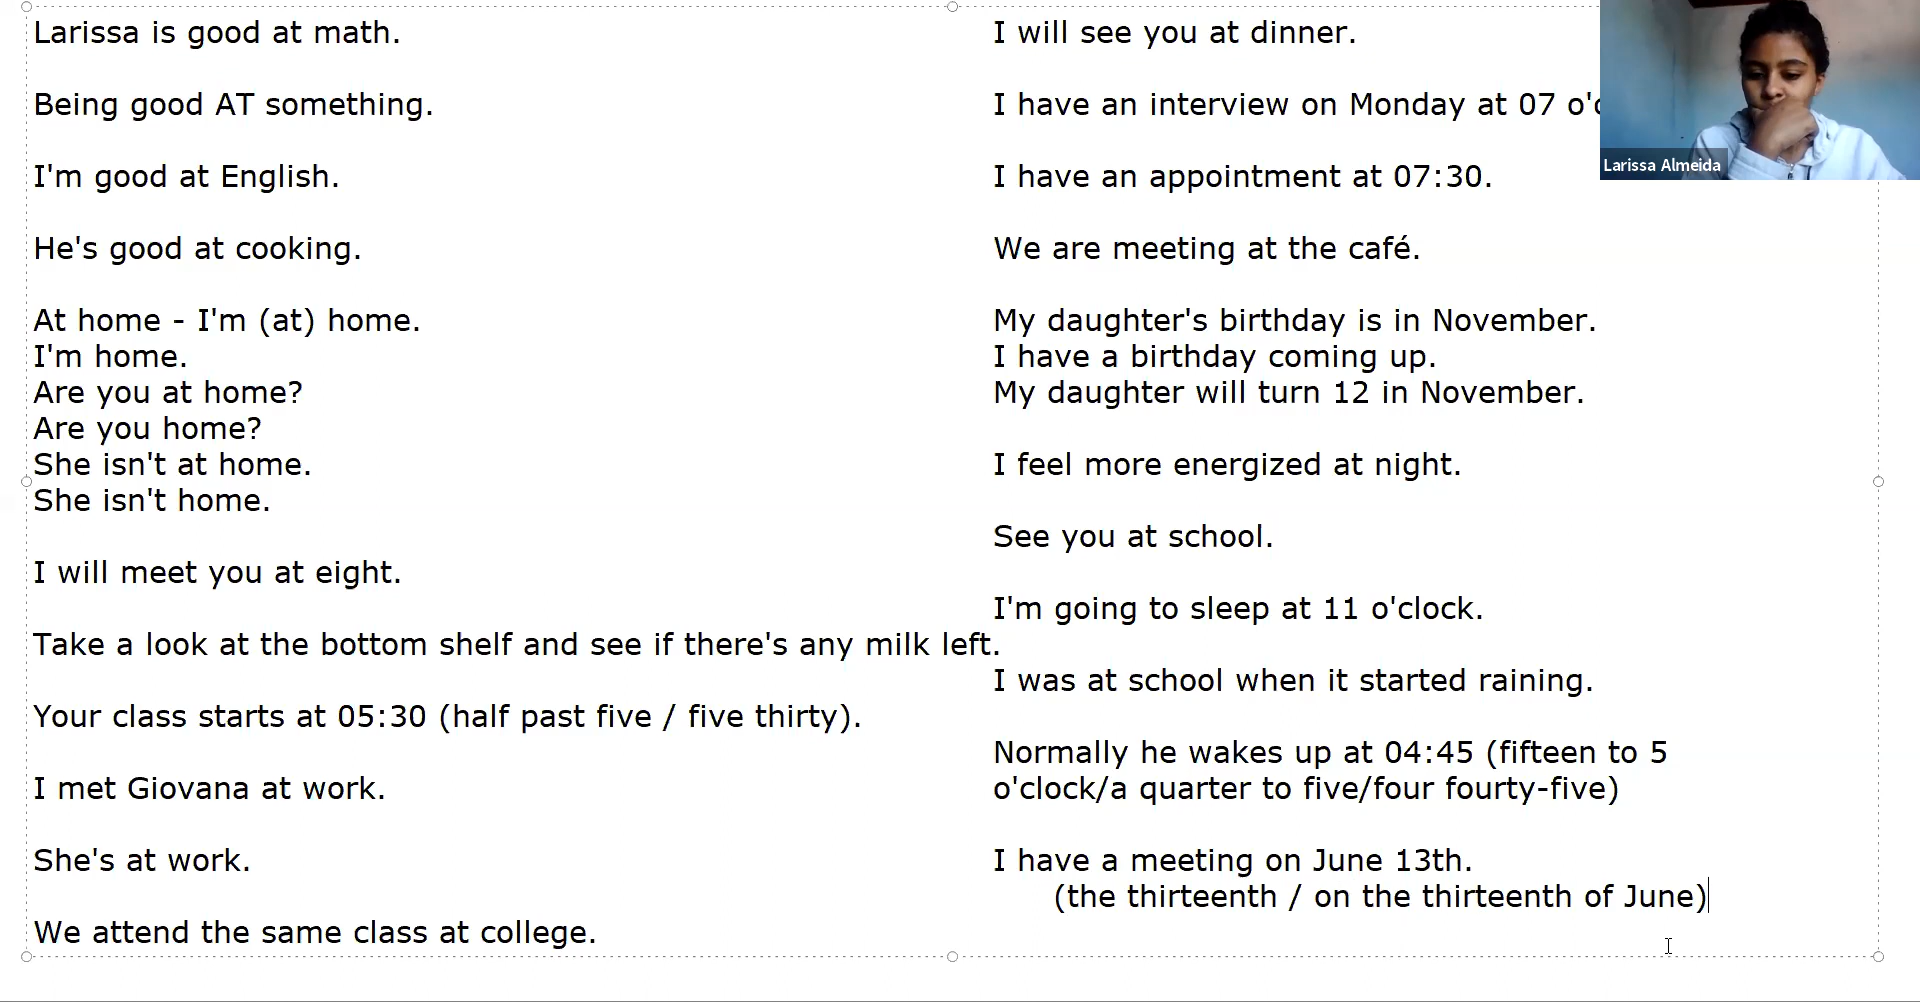 Larissa is good at math.
Being good AT something.
I'm good at English.
He's good at cooking.
At home - I'm (at) home.
I'm home.
Are you at home?
Are you home?
She isn't at home.
She isn't home.
I will meet you at eight.
Take a look at the bottom shelf and see if there's any milk left.
Your class starts at 05:30 (half past five / five thirty).
I met Giovana at work.
She's at work.
We attend the same class at college.
I will see you at dinner.
I have an interview on Monday at 07
I have an appointment at 07:30.
We are meeting at the café.
My daughter's birthday is in November.
I have a birthday coming up.
My daughter will turn 12 in November.
I feel more energized at night.
See you at school.
I'm going to sleep at 11 o'clock.
I was at school when it started raining.
Normally he wakes up at 04:45 (fifteen to 5
o'clock/a quarter to five/four fourty-five)
I have a meeting on June 13th.
(the thirteenth / on the thirteenth of June)
Larissa Almeida